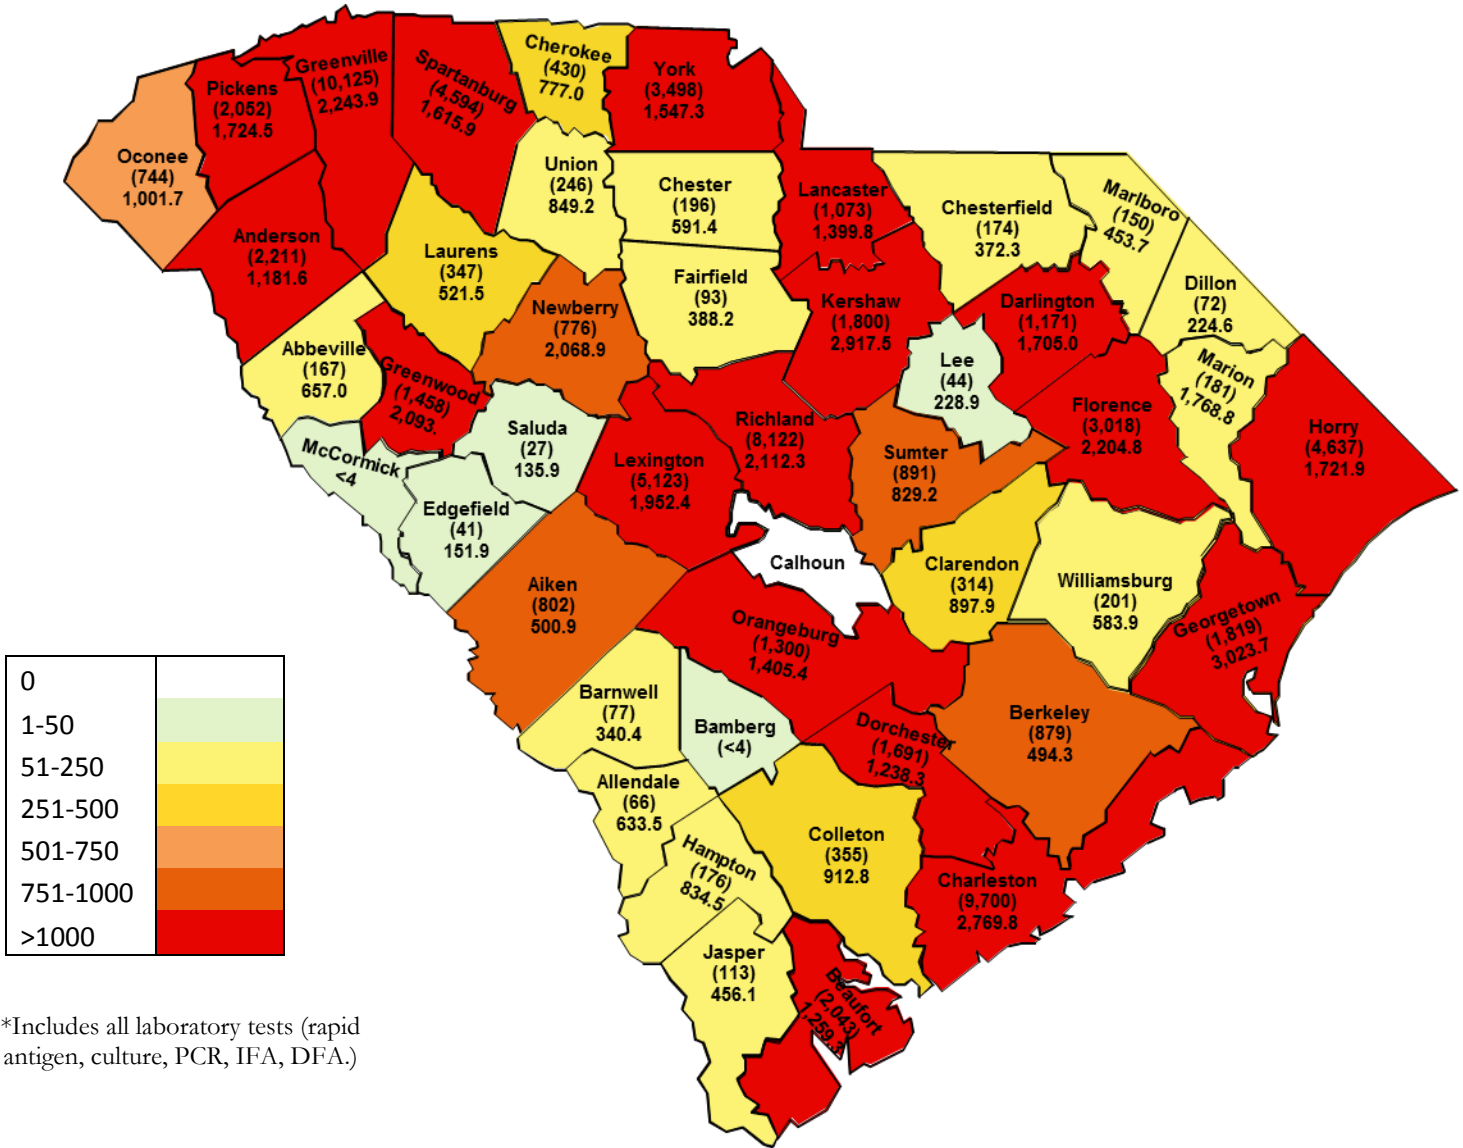 Greenville
(10,125)
2,243.9
Spartanburg
(4,594)
1,615.9
Cherokee
(430)
777.0
York
(3,498)
1,547.3
Pickens
(2,052)
1,724.5
Oconee
(744)
1,001.7
Union
(246)
849.2
Chester
(196)
591.4
Lancaster
(1,073)
1,399.8
Chesterfield
(174)
372.3
Marlboro
(150)
453.7
Anderson
(2,211)
1,181.6
Laurens
(347)
521.5
Fairfield
(93)
388.2
Kershaw
(1,800)
2,917.5
Darlington
(1,171)
1,705.0
Dillon
(72)
224.6
Newberry
(776)
2,068.9
Abbeville
(167)
657.0
Greenwood
(1,458)
2,093.
Lee
(44)
228.9
Marion
(181)
1,768.8
Florence
(3,018)
2,204.8
Horry
(4,637)
1,721.9
Richland
(8,122)
2,112.3
Saluda
(27)
135.9
McCormick
<4
Lexington
(5,123)
1,952.4
Sumter
(891)
829.2
Edgefield
(41)
151.9
Calhoun
Clarendon
(314)
897.9
Williamsburg
(201)
583.9
Aiken
(802)
500.9
Orangeburg
(1,300)
1,405.4
Georgetown
(1,819)
3,023.7
Barnwell
(77)
340.4
Bamberg
(<4)
Dorchester
(1,691)
1,238.3
Berkeley
(879)
494.3
Allendale
(66)
633.5
Colleton
(355)
912.8
Hampton
(176)
834.5
Charleston
(9,700)
2,769.8
Jasper
(113)
456.1
Beaufort
(2,043)
1,259.3
0
1-50
51-250
251-500
501-750
751-1000
>1000
*Includes all laboratory tests (rapid
antigen, culture, PCR, IFA, DFA.)